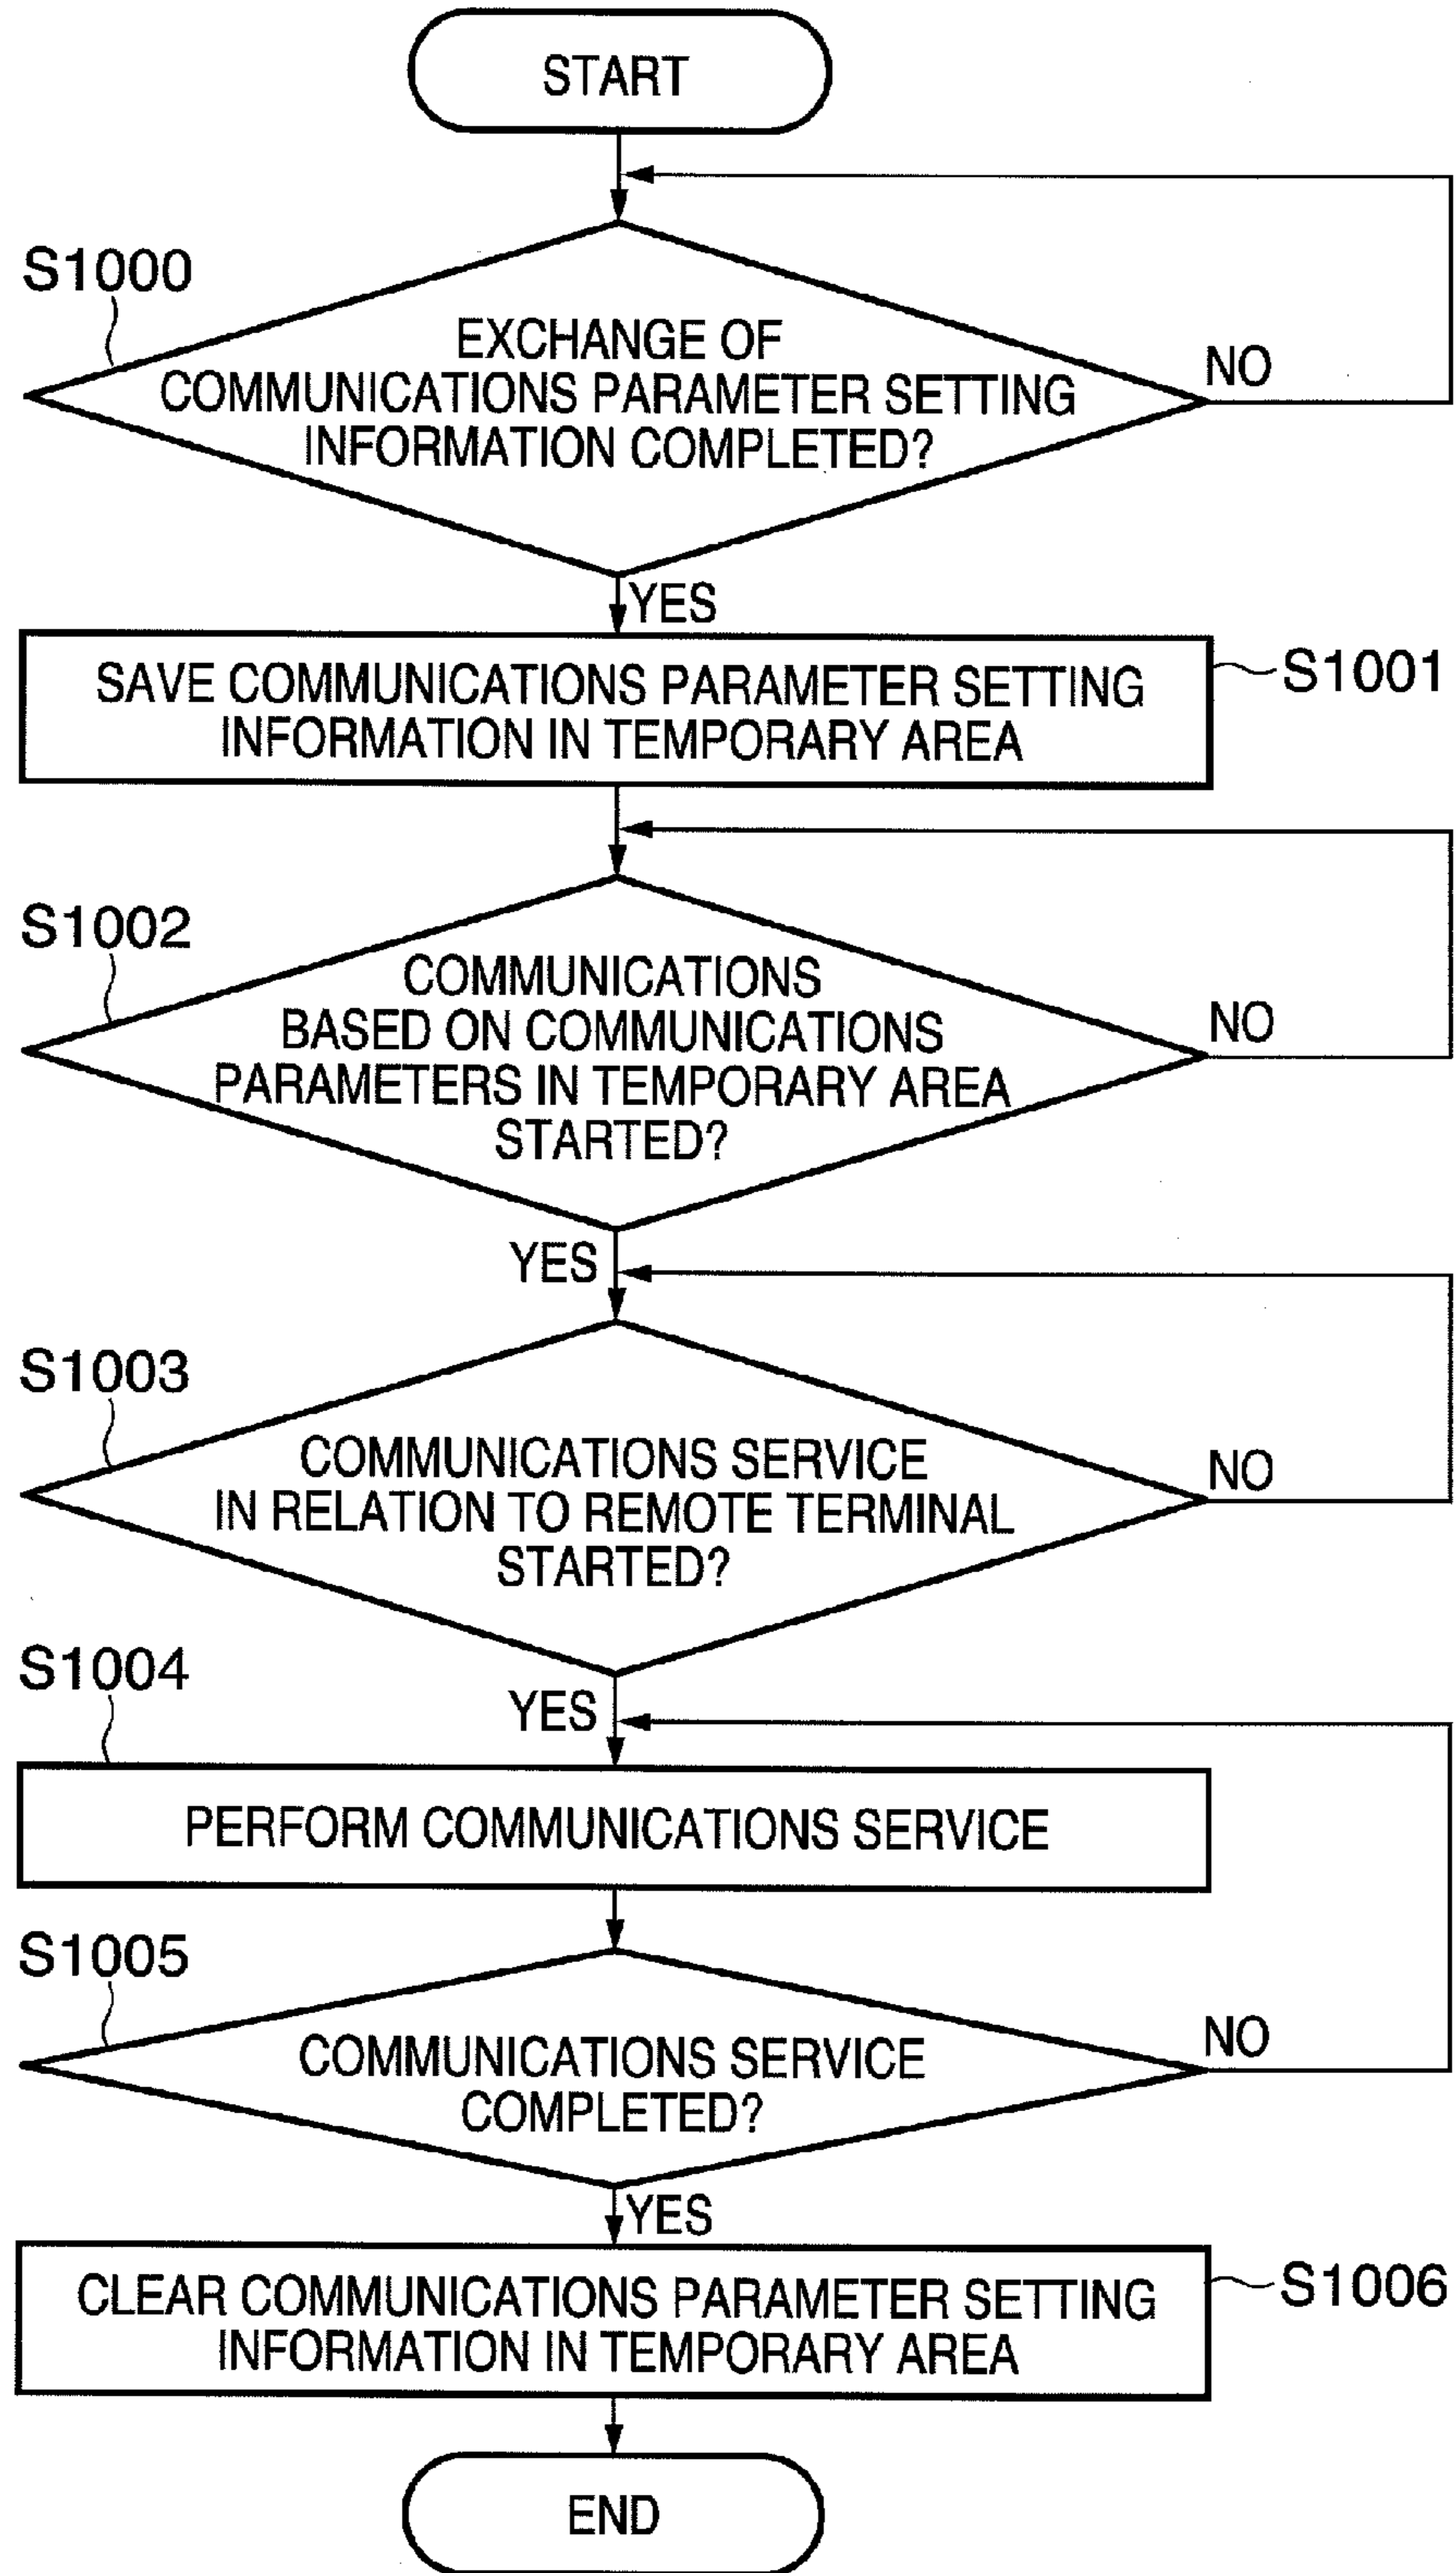 START
S1000
EXCHANGE OF
COMMUNICATIONS PARAMETER SETTING
INFORMATION COMPLETED?
NO
YES
SAVE COMMUNICATIONS PARAMETER SETTING
INFORMATION IN TEMPORARY AREA
S1001
S1002
COMMUNICATIONS
BASED ON COMMUNICATIONS
PARAMETERS IN TEMPORARY AREA
STARTED?
NO
YES
S1003
COMMUNICATIONS SERVICE
IN RELATION TO REMOTE TERMINAL
STARTED?
NO
YES
S1004
PERFORM COMMUNICATIONS SERVICE
S1005
COMMUNICATIONS SERVICE
COMPLETED?
NO
YES
CLEAR COMMUNICATIONS PARAMETER SETTING
INFORMATION IN TEMPORARY AREA
S1006
END